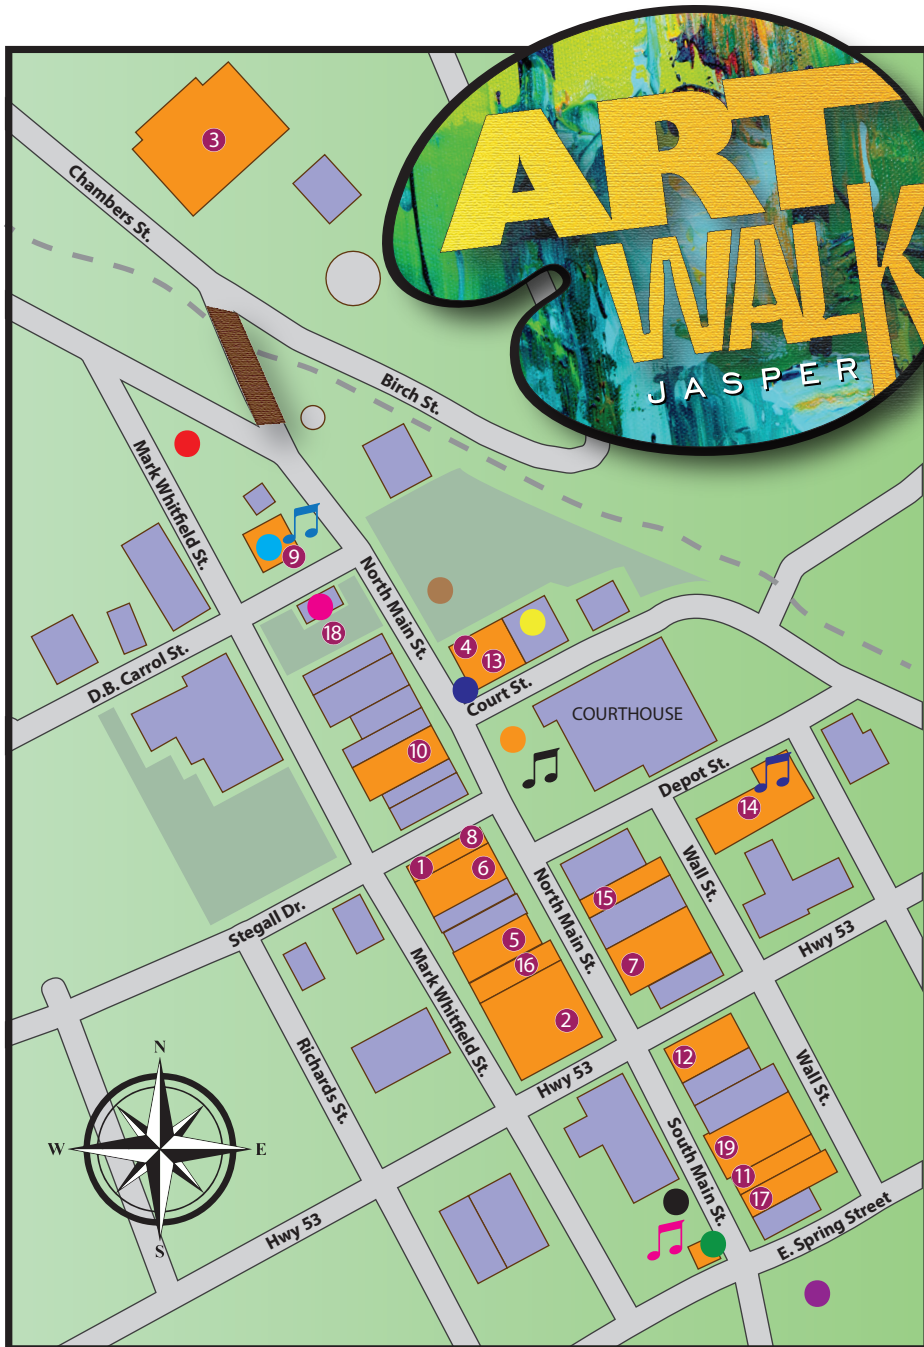 ART
WALK
JASPER
3
Chambers St.
Birch St.
Mark Whitfield St.
9
North Main St.
18
4
13
D.B. Carrol St.
Court St.
COURTHOUSE
10
Depot St.
14
8
1
6
Wall St.
15
North Main St.
Stegall Dr.
5
Hwy 53
16
7
Mark Whitfield St.
2
Richards St.
N
12
Hwy 53
Wall St.
W
E
19
South Main St.
11
17
S
Hwy 53
E. Spring Street